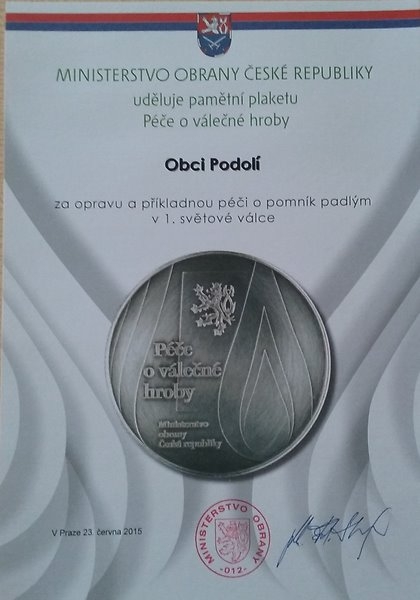 MINISTERSTVO OBRANY ČESKÉ REPUBLIKY
uděluje pamětní plaketu
Péče o válečné hroby
Obci Podolí
za opravu a příkladnou péči o pomník padlým
v 1. světové válce
Péče
o válečné
hroby
Ministerstvo
obrany
České republiky
V Praze 23. června 2015
MINISTERSTVO OBRANY
-012-